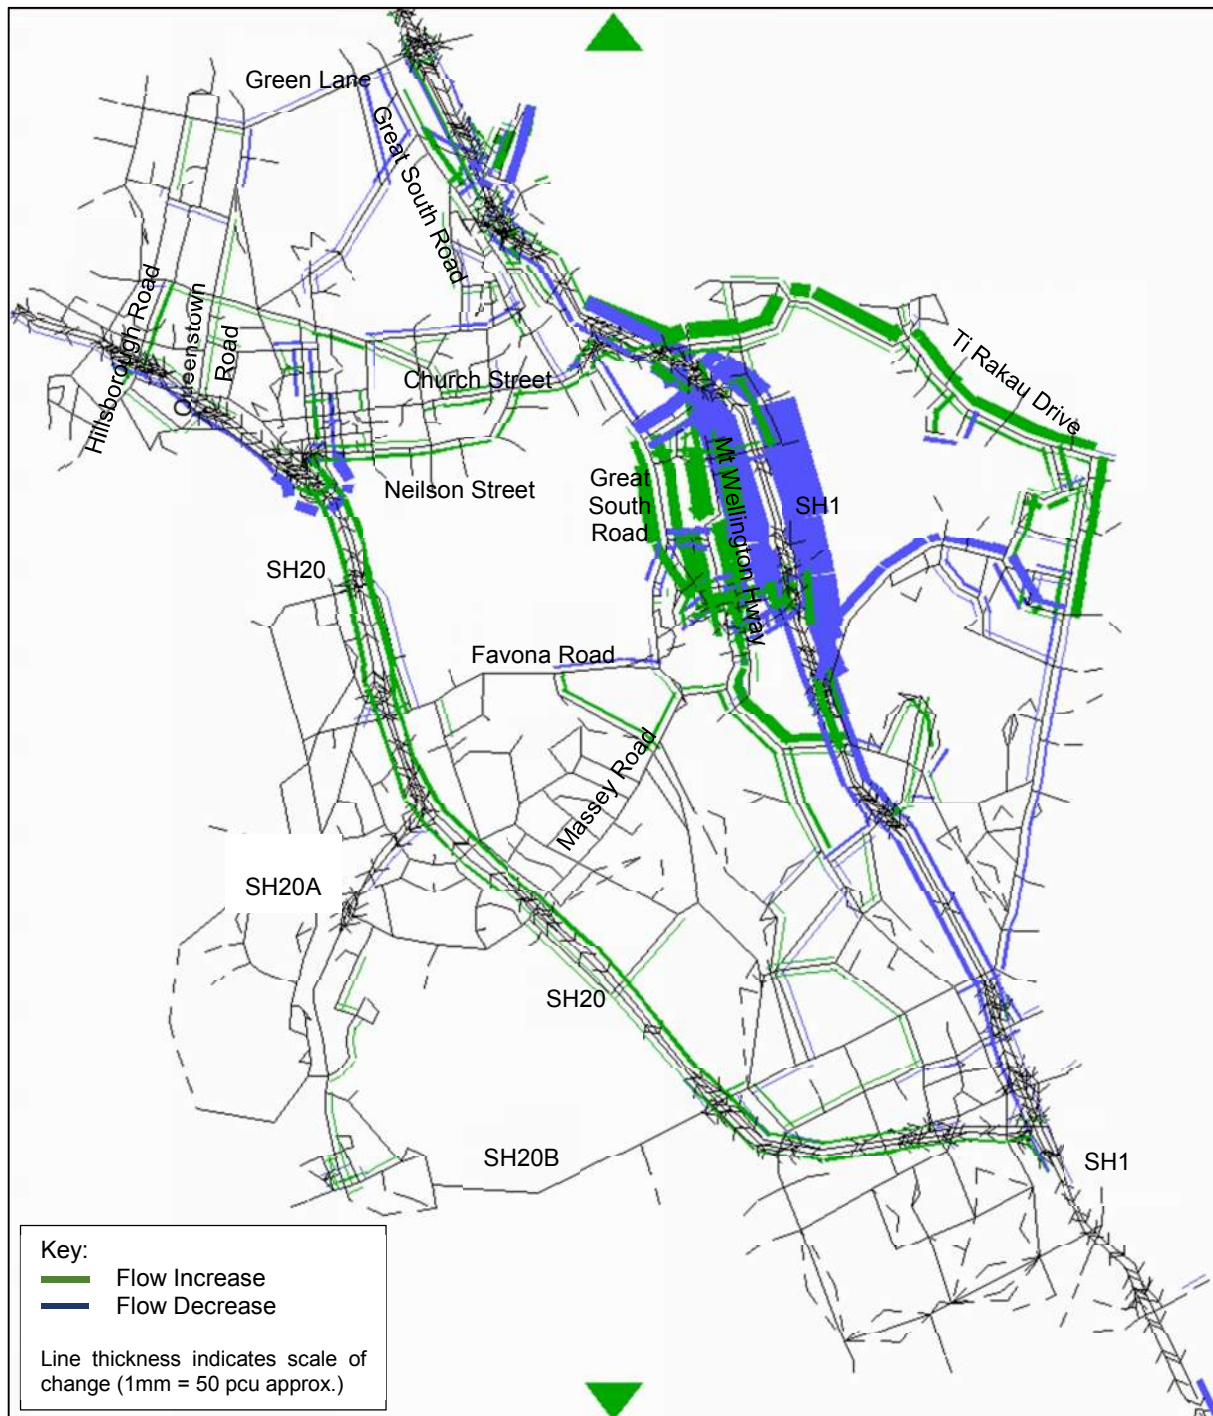 Green Lane
Great South Road
Hillsborough Road
Queenstown
Road
Church Street
Ti Rakau Drive
Neilson Street
Great
South
Road
Mt Wellington Hway
SH1
SH20
Favona Road
Massey Road
SH20A
SH20
SH20B
SH1
Key:
Flow Increase
Flow Decrease
Line thickness indicates scale of
change (1mm = 50 pcu approx.)